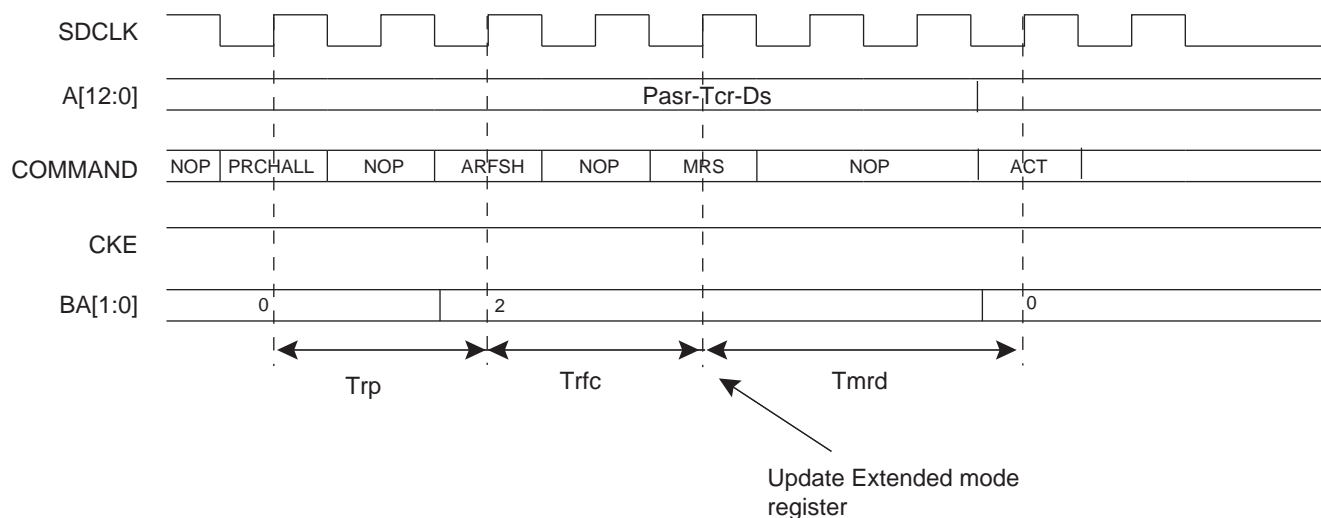 SDCLK
A[12:0] Pasr-Tcr-Ds
COMMAND NOP PRCHALL NOP ARFSH NOP MRS NOP ACT
CKE
BA[1:0] 0 2 0
Trp Trfc Tmrd
Update Extended mode
register